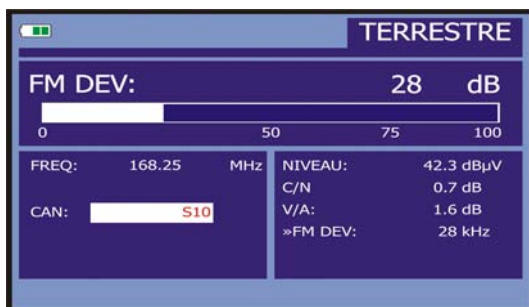 TERRESTRE
FM DEV: 28 dB
0 50 75 100
FREQ: 168.25 MHz
CAN: S10
NIVEAU: 42.3 dBµV
C/N 0.7 dB
V/A: 1.6 dB
»FM DEV: 28 kHz